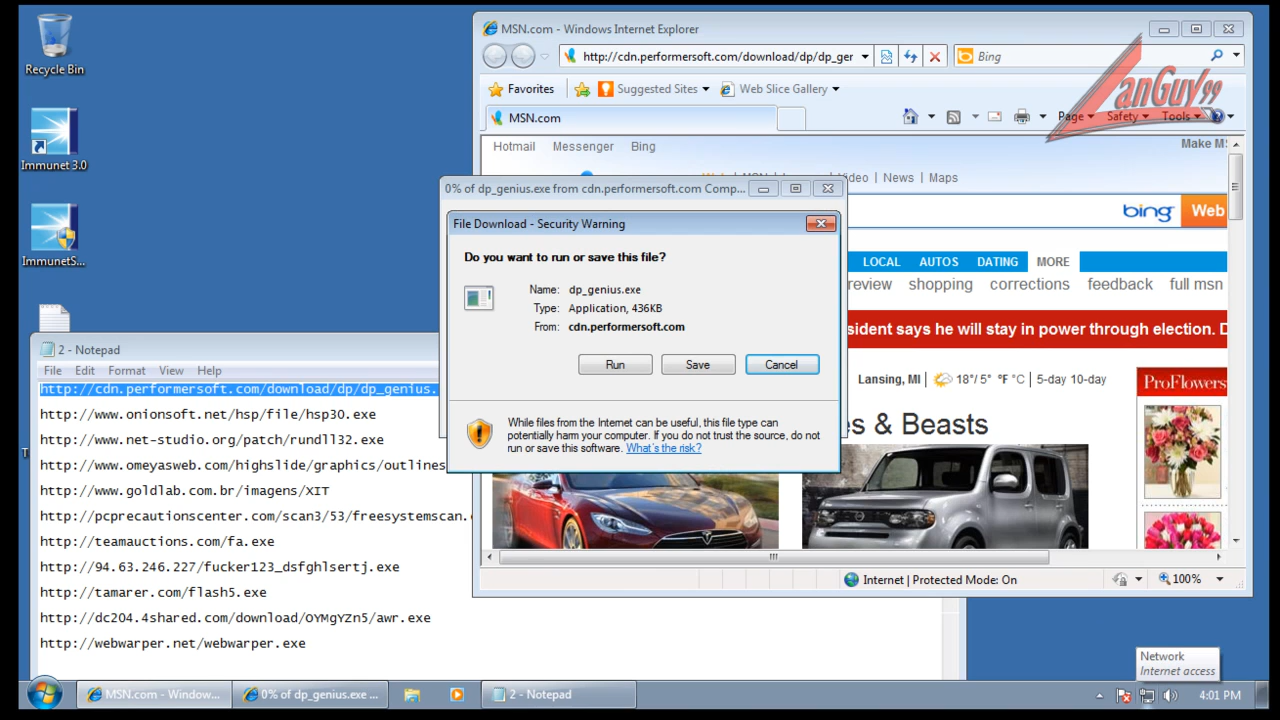 Recycle Bin
Immunet 3.0
ImmunetS...
MSN.com - Windows Internet Explorer
http://cdn.performersoft.com/download/dp/dp_ger
Bing
Favorites
Suggested Sites
Web Slice Gallery
MSN.com
Page
Safety
Tools
anGuy99
Hotmail
Messenger
Bing
Make M
Video
News
Maps
bing
Web
LOCAL
AUTOS
DATING
MORE
review
shopping
corrections
feedback
full msn
sident says he will stay in power through election. D
Lansing, MI
18°/5° °F °C
5-day 10-day
ProFlowers
s & Beasts
0% of dp_genius.exe from cdn.performersoft.com Comp...
File Download - Security Warning
Do you want to run or save this file?
Name: dp_genius.exe
Type: Application, 436KB
From: cdn.performersoft.com
Run
Save
Cancel
While files from the Internet can be useful, this file type can
potentially harm your computer. If you do not trust the source, do not
run or save this software. What's the risk?
2 - Notepad
File Edit Format View Help
http://cdn.performersoft.com/download/dp/dp_genius.
http://www.onionsoft.net/hsp/file/hsp30.exe
http://www.net-studio.org/patch/rundll32.exe
http://www.omeyasweb.com/highslide/graphics/outlines
http://www.goldlab.com.br/imagens/XIT
http://pcprecautionscenter.com/scan3/53/freesystemscan.
http://teamauctions.com/fa.exe
http://94.63.246.227/fucker123_dsfghlsertj.exe
http://tamarer.com/flash5.exe
http://dc204.4shared.com/download/OYMgYZn5/awr.exe
http://webwarper.net/webwarper.exe
Internet | Protected Mode: On
100%
Network
Internet access
MSN.com - Window...
0% of dp_genius.exe ...
2 - Notepad
4:01 PM